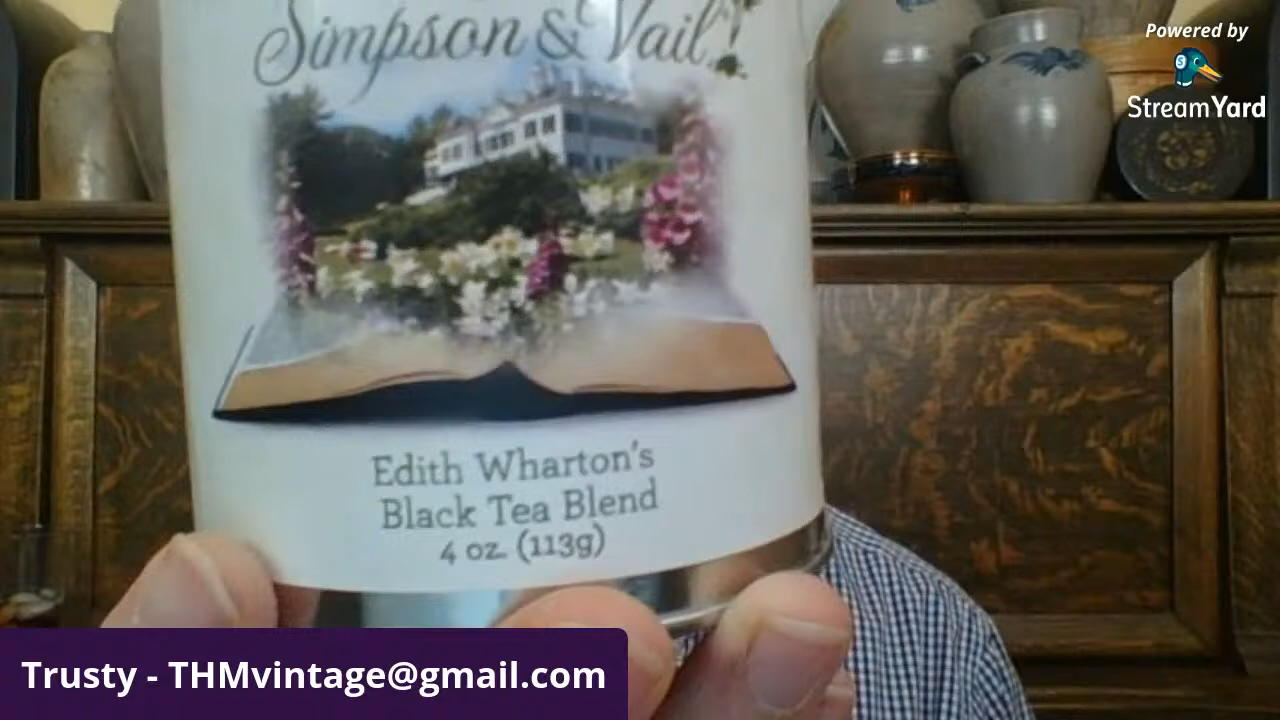 Simpson & Vail
Powered by
StreamYard
Edith Wharton's
Black Tea Blend
4 oz. (113g)
Trusty - THMvintage@gmail.com